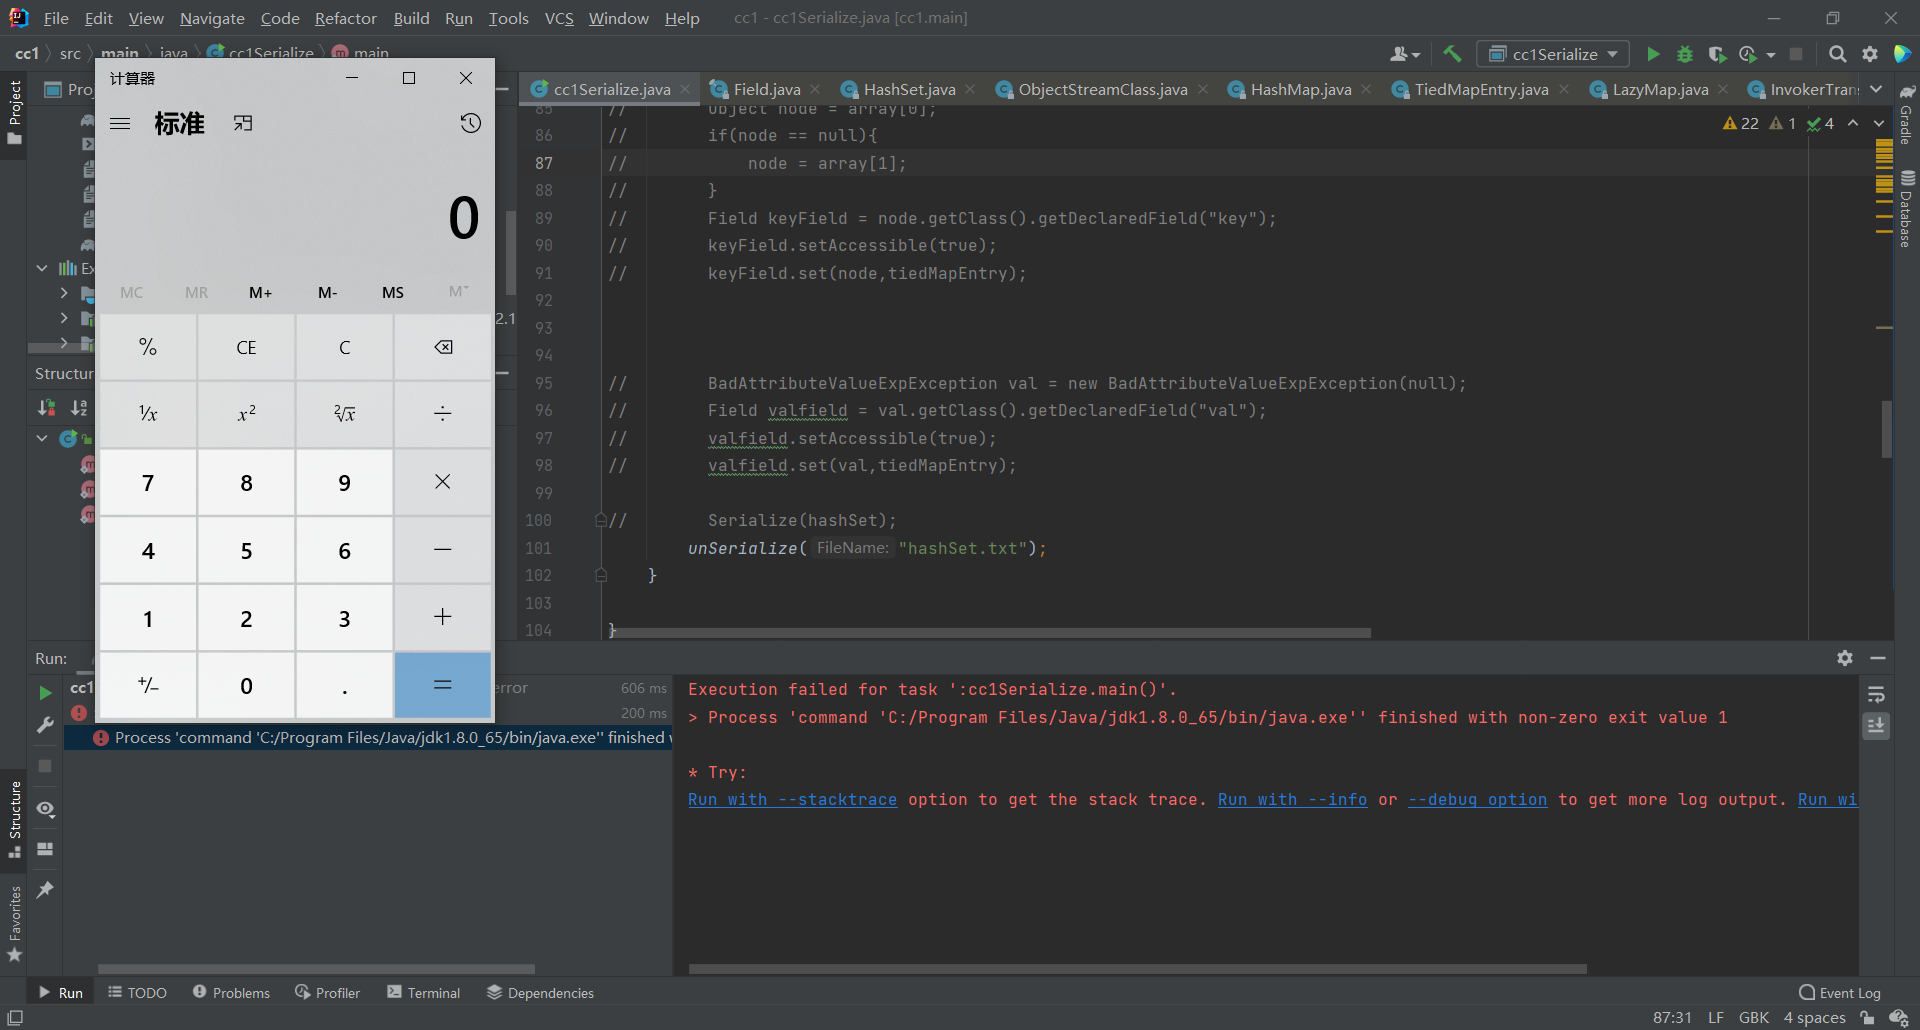 File Edit View Navigate Code Refactor Build Run Tools VCS Window Help cc1 - cc1Serialize.java [cc1.main]
cc1 src main java cc1Serialize main
cc1Serialize
计算器
标准
0
MC MR M+ M- MS M
% CE C
1/x x2 2√x ÷
7 8 9 ×
4 5 6 −
1 2 3 +
+/− 0 . =
Project
Structure
Favorites
Gradle
Database
Ex
2.1
Structur
cc1Serialize.java Field.java HashSet.java ObjectStreamClass.java HashMap.java TiedMapEntry.java LazyMap.java InvokerTran
22 1 4
85 // Object node = array[0];
86 // if(node == null){
87 // node = array[1];
88 // }
89 // Field keyField = node.getClass().getDeclaredField("key");
90 // keyField.setAccessible(true);
91 // keyField.set(node,tiedMapEntry);
92
93
94
95 // BadAttributeValueExpException val = new BadAttributeValueExpException(null);
96 // Field valfield = val.getClass().getDeclaredField("val");
97 // valfield.setAccessible(true);
98 // valfield.set(val,tiedMapEntry);
99
100 // Serialize(hashSet);
101 unSerialize( FileName: "hashSet.txt");
102 }
103
104 }
Run:
cc1 error 606 ms
200 ms
Process 'command 'C:/Program Files/Java/jdk1.8.0_65/bin/java.exe'' finished
Execution failed for task ':cc1Serialize.main()'.
> Process 'command 'C:/Program Files/Java/jdk1.8.0_65/bin/java.exe'' finished with non-zero exit value 1
* Try:
Run with --stacktrace option to get the stack trace. Run with --info or --debug option to get more log output. Run wi
Run TODO Problems Profiler Terminal Dependencies Event Log
87:31 LF GBK 4 spaces